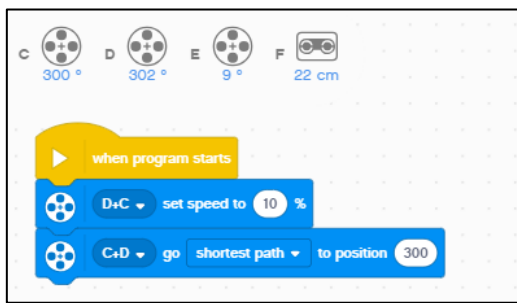 C D E F
300 ° 302 ° 9 ° 22 cm
when program starts
D+C set speed to 10 %
C+D go shortest path to position 300